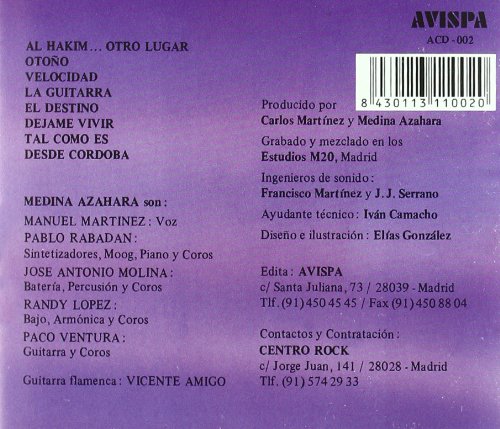 AVISPA
ACD - 002
AL HAKIM... OTRO LUGAR
OTOÑO
VELOCIDAD
LA GUITARRA
EL DESTINO
DEJAME VIVIR
TAL COMO ES
DESDE CORDOBA
MEDINA AZAHARA son :
MANUEL MARTINEZ : Voz
PABLO RABADAN :
Sintetizadores, Moog, Piano y Coros
JOSE ANTONIO MOLINA :
Batería, Percusión y Coros
RANDY LOPEZ :
Bajo, Armónica y Coros
PACO VENTURA :
Guitarra y Coros
Guitarra flamenca : VICENTE AMIGO
8 430113 110020
Producido por
Carlos Martínez y Medina Azahara
Grabado y mezclado en los
Estudios M20, Madrid
Ingenieros de sonido :
Francisco Martínez y J. J. Serrano
Ayudante técnico : Iván Camacho
Diseño e ilustración : Elías González
Edita : AVISPA
c/ Santa Juliana, 73 / 28039 - Madrid
Tlf. (91) 450 45 45 / Fax (91) 450 88 04
Contactos y Contratación :
CENTRO ROCK
c/ Jorge Juan, 141 / 28028 - Madrid
Tlf. (91) 574 29 33